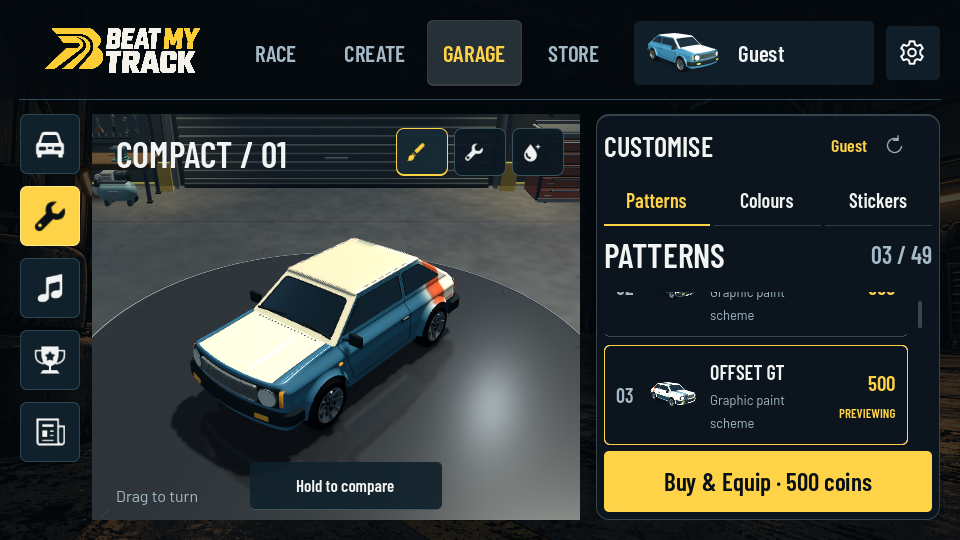 BEAT MY TRACK
RACE
CREATE
GARAGE
STORE
Guest
COMPACT / 01
Drag to turn
Hold to compare
CUSTOMISE
Guest
Patterns
Colours
Stickers
PATTERNS
03 / 49
Graphic paint
scheme
03
OFFSET GT
Graphic paint
scheme
500
PREVIEWING
Buy & Equip · 500 coins